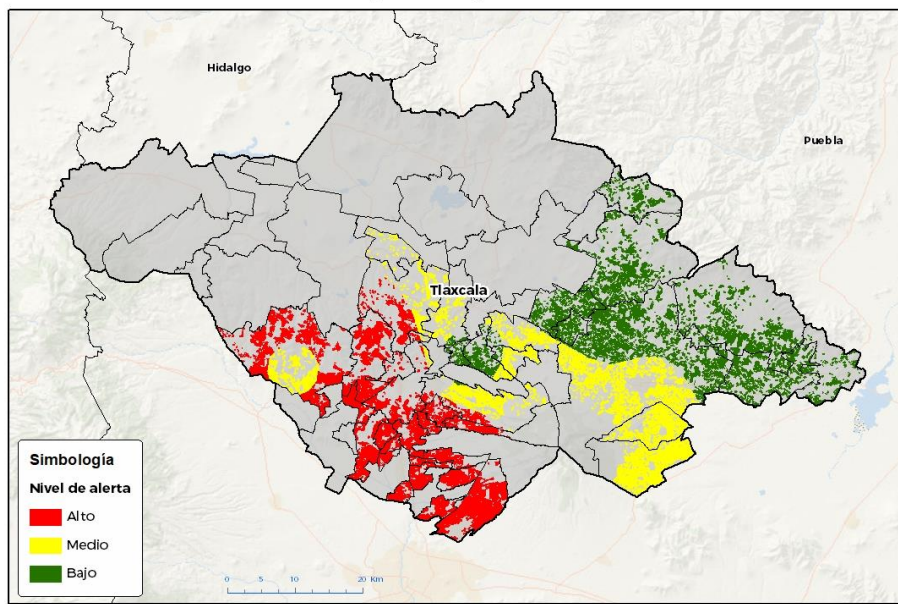 Hidalgo
Puebla
Tlaxcala
Simbología
Nivel de alerta
Alto
Medio
Bajo
0 5 10 20 Km